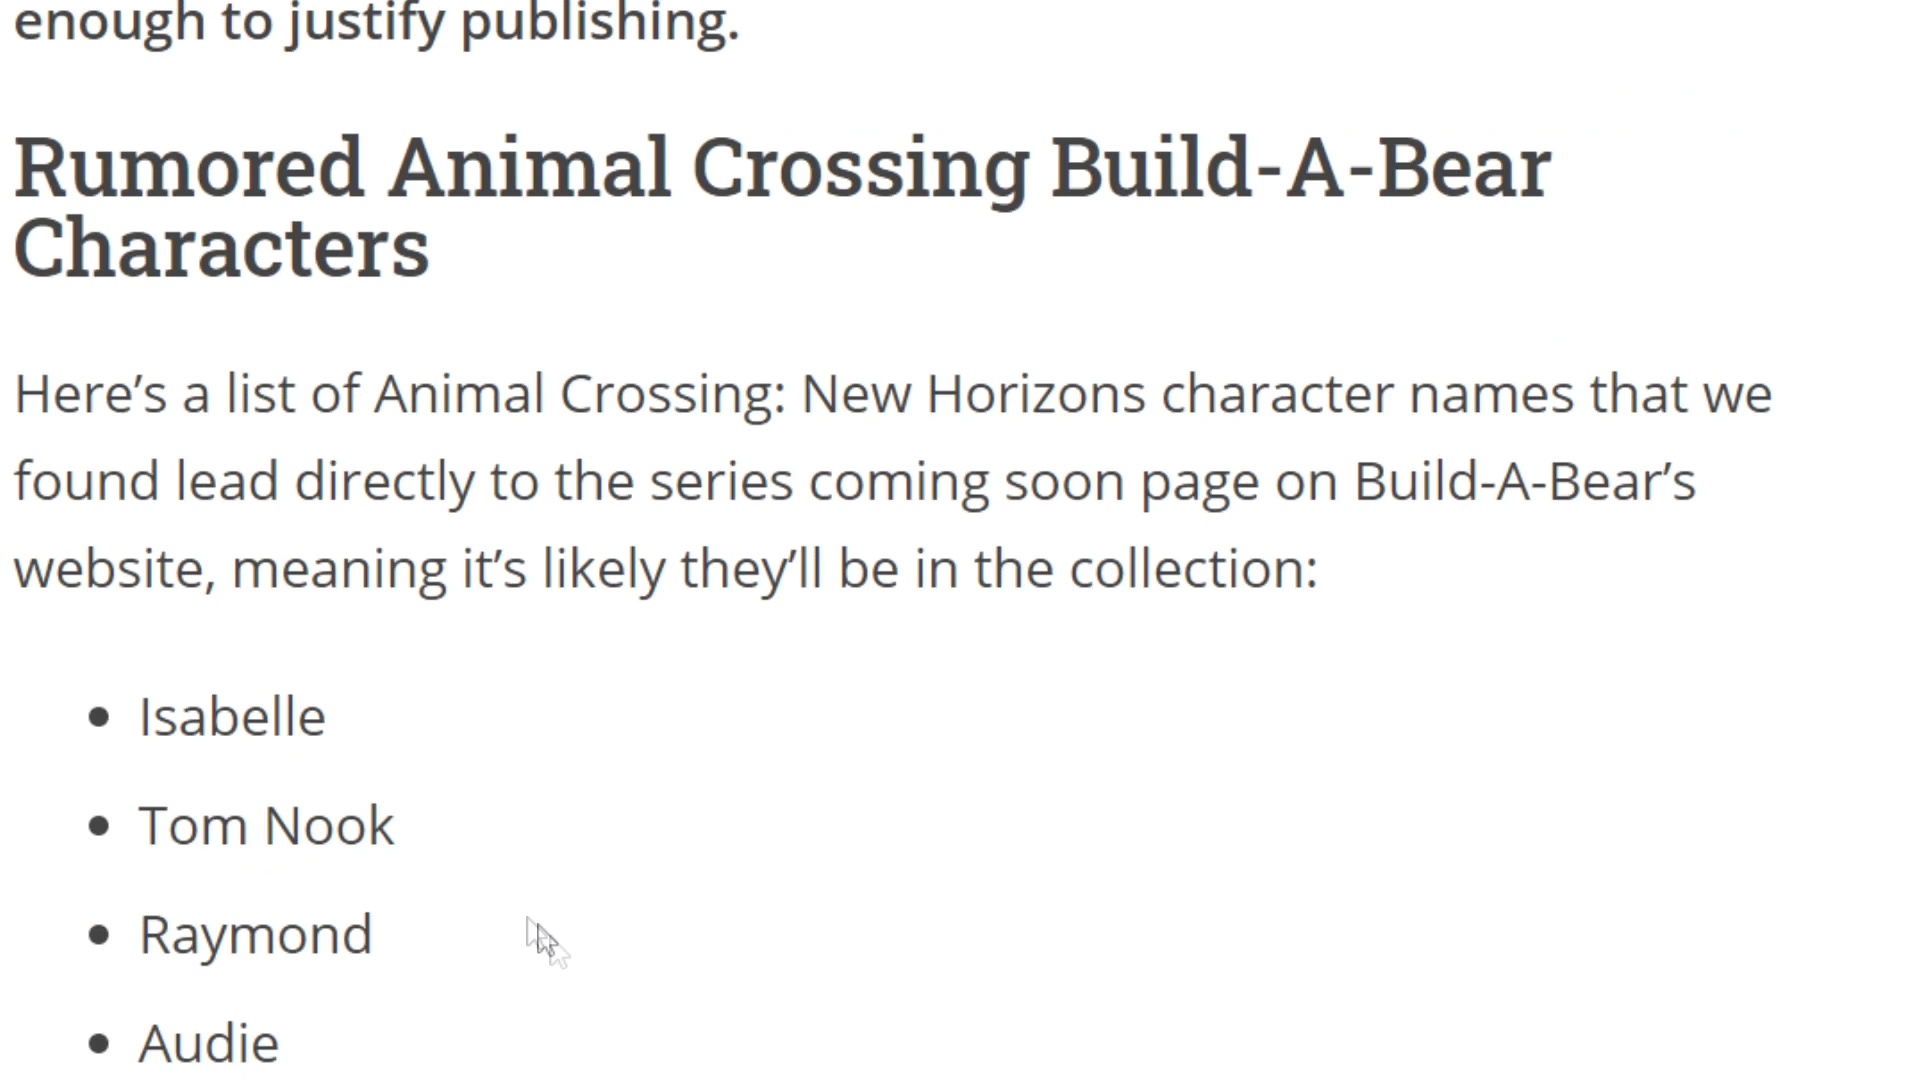 enough to justify publishing.
Rumored Animal Crossing Build-A-Bear
Characters
Here’s a list of Animal Crossing: New Horizons character names that we
found lead directly to the series coming soon page on Build-A-Bear’s
website, meaning it’s likely they’ll be in the collection:
• Isabelle
• Tom Nook
• Raymond
• Audie